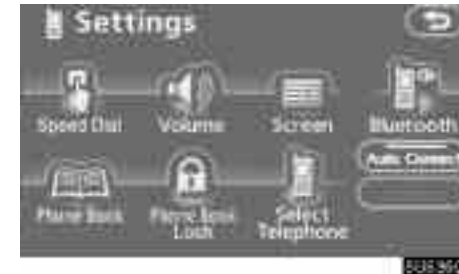 Settings
Speed Dial
Volume
Screen
Bluetooth
Auto Connect
Phone Book
Phone Book
Lock
Select
Telephone